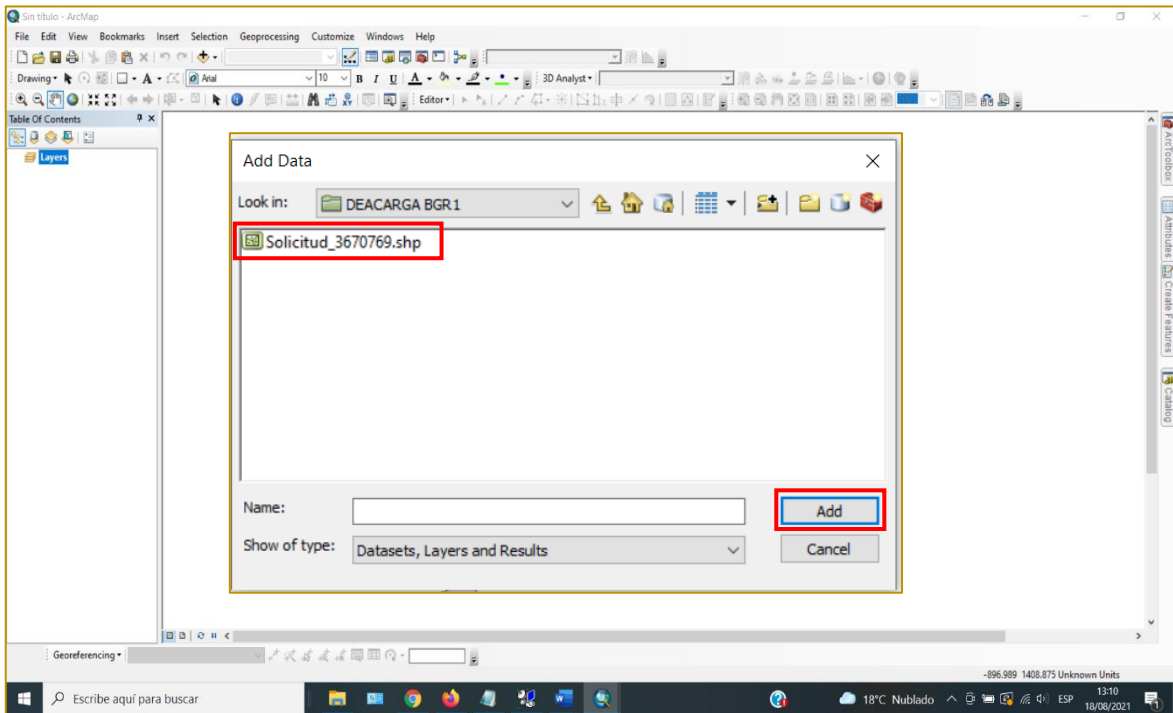 Sin título - ArcMap
File Edit View Bookmarks Insert Selection Geoprocessing Customize Windows Help
Drawing A Arial 10 B I U A 3D Analyst
Editor
Table Of Contents
Layers
Add Data
Look in: DEACARGA BGR1
Solicitud_3670769.shp
Name: Add
Show of type: Datasets, Layers and Results Cancel
ArcToolbox
Attributes
Create Features
Catalog
Georeferencing
-896.989 1408.875 Unknown Units
Escribe aquí para buscar
18°C Nublado ESP 13:10
18/08/2021